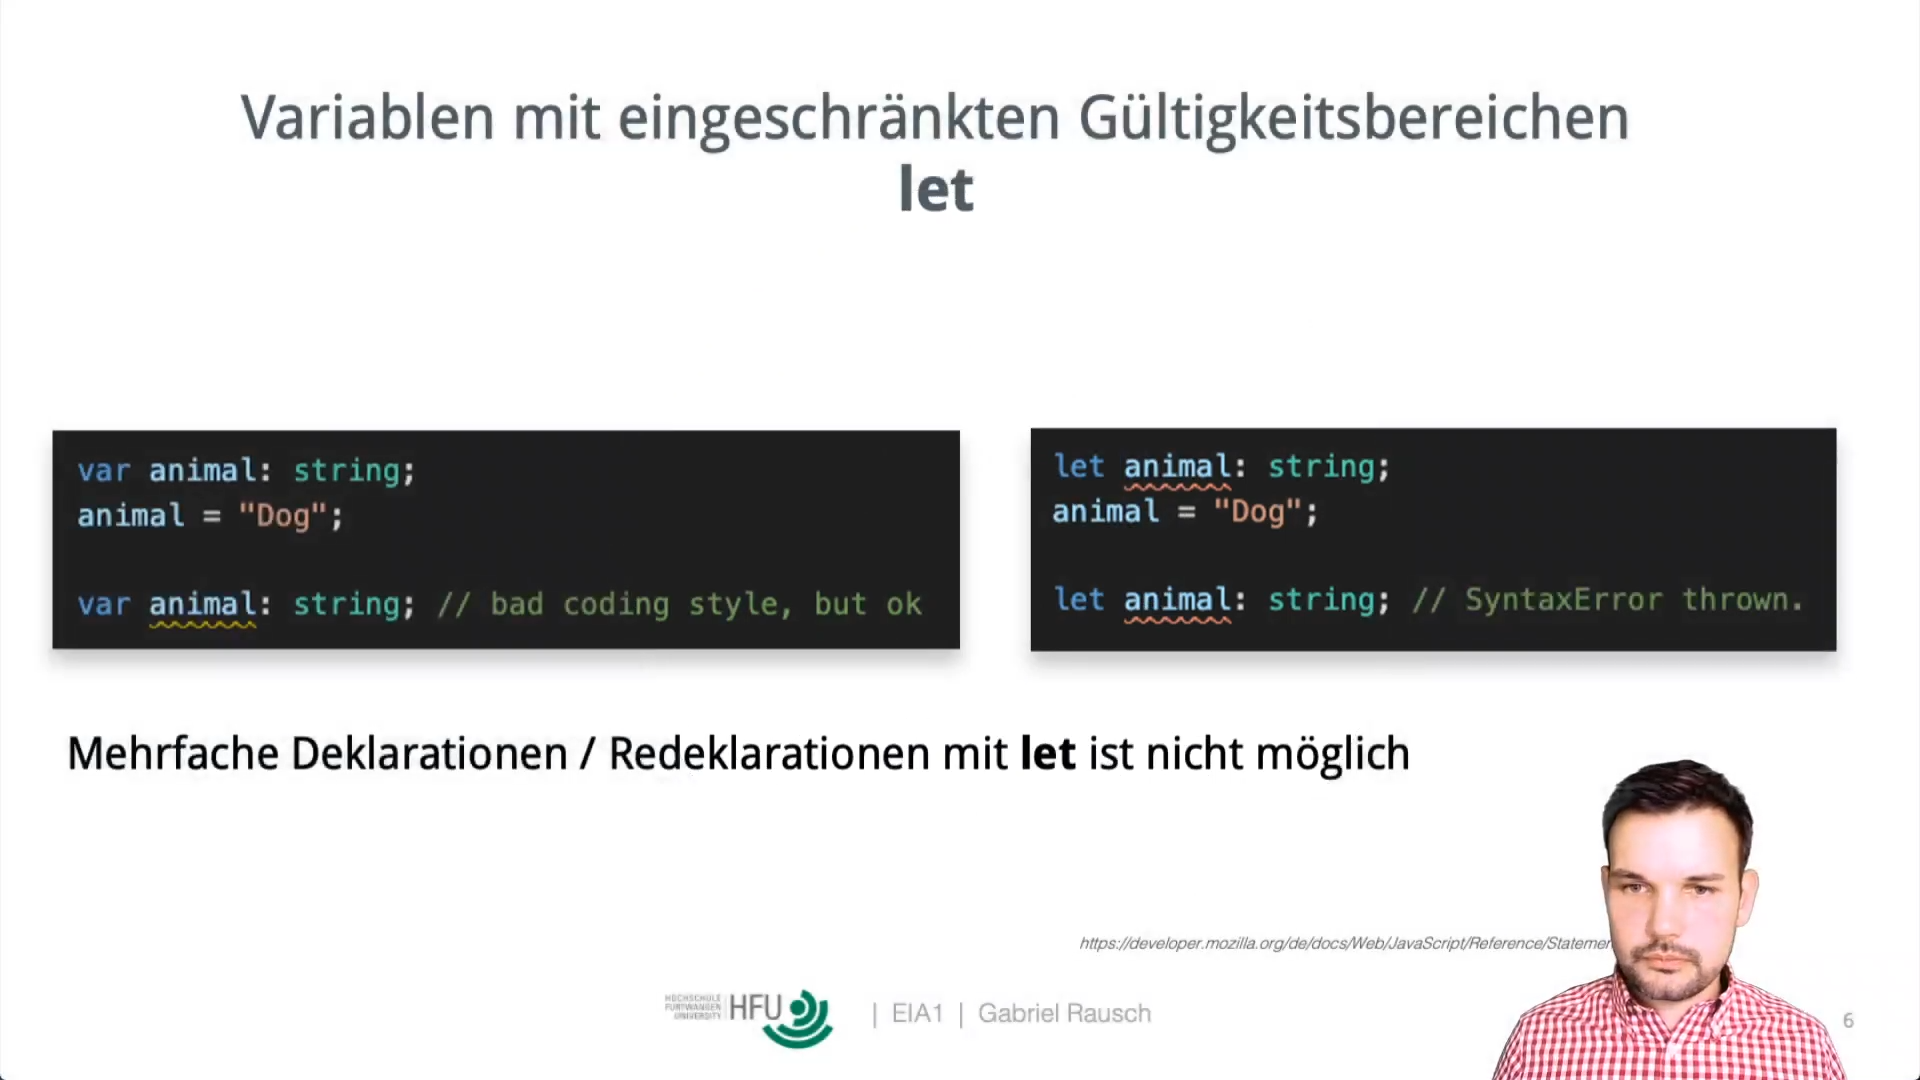 Variablen mit eingeschränkten Gültigkeitsbereichen
let
var animal: string;
animal = "Dog";
var animal: string; // bad coding style, but ok
let animal: string;
animal = "Dog";
let animal: string; // SyntaxError thrown.
Mehrfache Deklarationen / Redeklarationen mit let ist nicht möglich
https://developer.mozilla.org/de/docs/Web/JavaScript/Reference/Statemen
HOCHSCHULE
FURTWANGEN
UNIVERSITY
HFU
| EIA1 | Gabriel Rausch
6